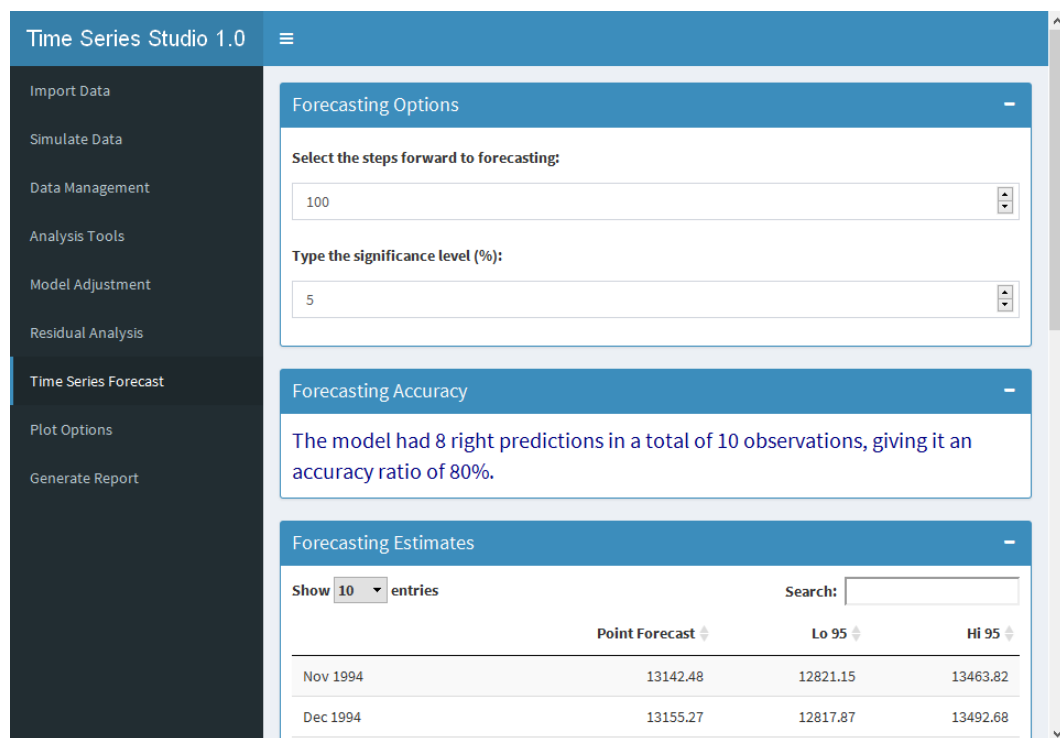 Time Series Studio 1.0
Import Data
Simulate Data
Data Management
Analysis Tools
Model Adjustment
Residual Analysis
Time Series Forecast
Plot Options
Generate Report
Forecasting Options
Select the steps forward to forecasting:
100
Type the significance level (%):
5
Forecasting Accuracy
The model had 8 right predictions in a total of 10 observations, giving it an
accuracy ratio of 80%.
Forecasting Estimates
Show 10 entries Search:
Point Forecast Lo 95 Hi 95
Nov 1994 13142.48 12821.15 13463.82
Dec 1994 13155.27 12817.87 13492.68